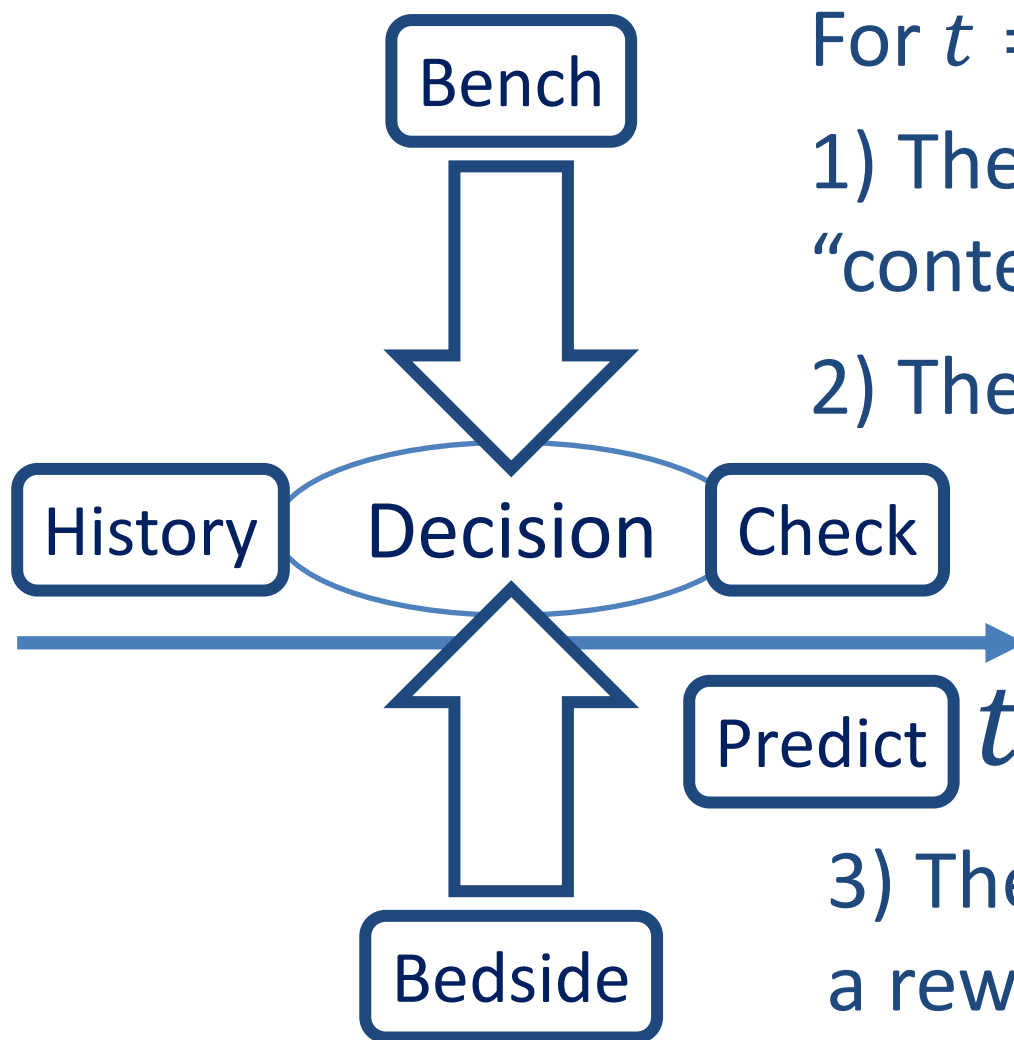 Bench
History
Decision
Check
Predict
t
Bedside
For t =
1) The
“conte
2) The
3) The
a rew